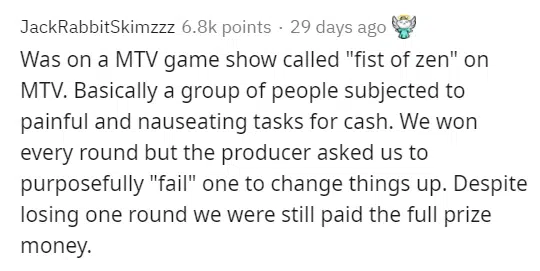 JackRabbitSkimzzz 6.8k points · 29 days ago
Was on a MTV game show called "fist of zen" on
MTV. Basically a group of people subjected to
painful and nauseating tasks for cash. We won
every round but the producer asked us to
purposefully "fail" one to change things up. Despite
losing one round we were still paid the full prize
money.